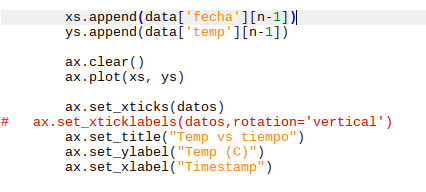 xs.append(data['fecha'][n-1])
ys.append(data['temp'][n-1])
ax.clear()
ax.plot(xs, ys)
ax.set_xticks(datos)
#   ax.set_xticklabels(datos,rotation='vertical')
ax.set_title("Temp vs tiempo")
ax.set_ylabel("Temp (C)")
ax.set_xlabel("Timestamp")